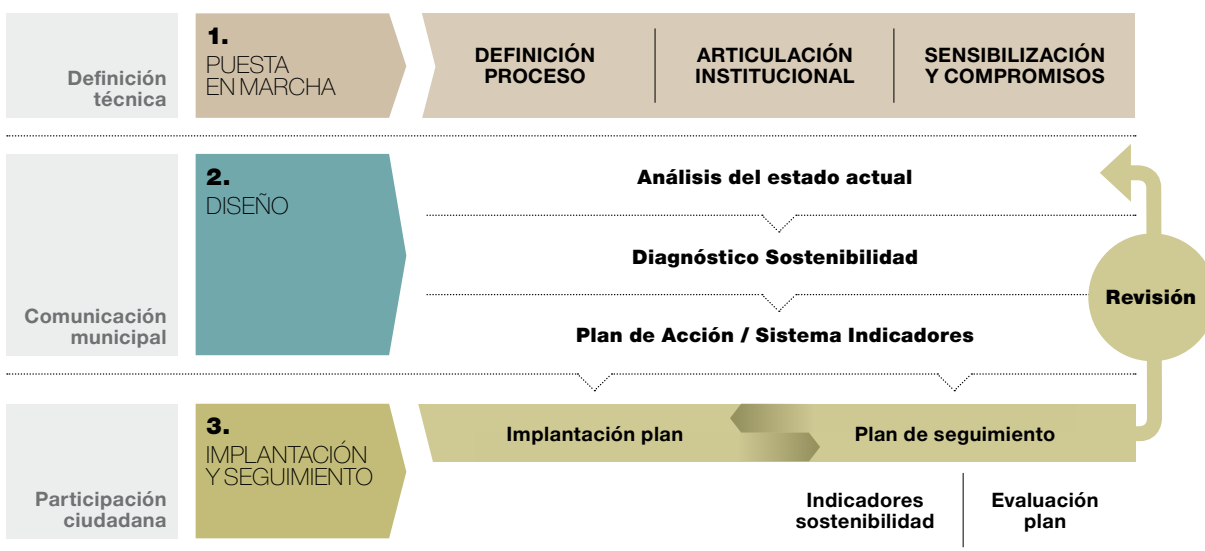 Definición
técnica
1.
PUESTA
EN MARCHA
DEFINICIÓN
PROCESO
ARTICULACIÓN
INSTITUCIONAL
SENSIBILIZACIÓN
Y COMPROMISOS
Comunicación
municipal
2.
DISEÑO
Análisis del estado actual
Diagnóstico Sostenibilidad
Plan de Acción / Sistema Indicadores
Revisión
Participación
ciudadana
3.
IMPLANTACIÓN
Y SEGUIMIENTO
Implantación plan
Plan de seguimiento
Indicadores
sostenibilidad
Evaluación
plan